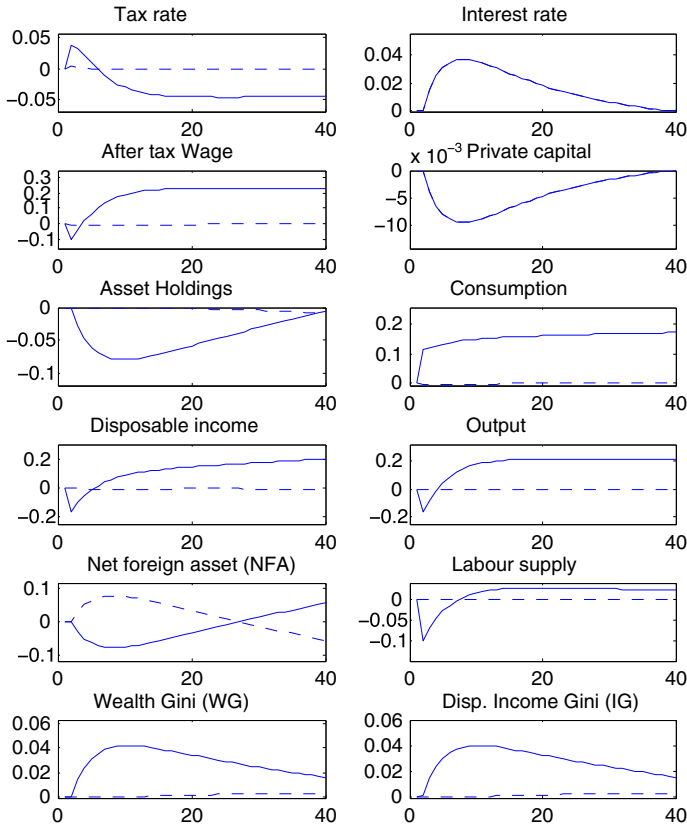 Tax rate
Interest rate
0.05
0
−0.05
0 20 40
0.04
0.02
0
0 20 40
After tax Wage
x 10−3 Private capital
0.3
0.2
0.1
0
−0.1
0 20 40
0
−5
−10
0 20 40
Asset Holdings
Consumption
0
−0.05
−0.1
0 20 40
0.2
0.1
0
0 20 40
Disposable income
Output
0.2
0
−0.2
0 20 40
0.2
0
−0.2
0 20 40
Net foreign asset (NFA)
Labour supply
0.1
0
−0.1
0 20 40
0
−0.05
−0.1
0 20 40
Wealth Gini (WG)
Disp. Income Gini (IG)
0.06
0.04
0.02
0
0 20 40
0.06
0.04
0.02
0
0 20 40